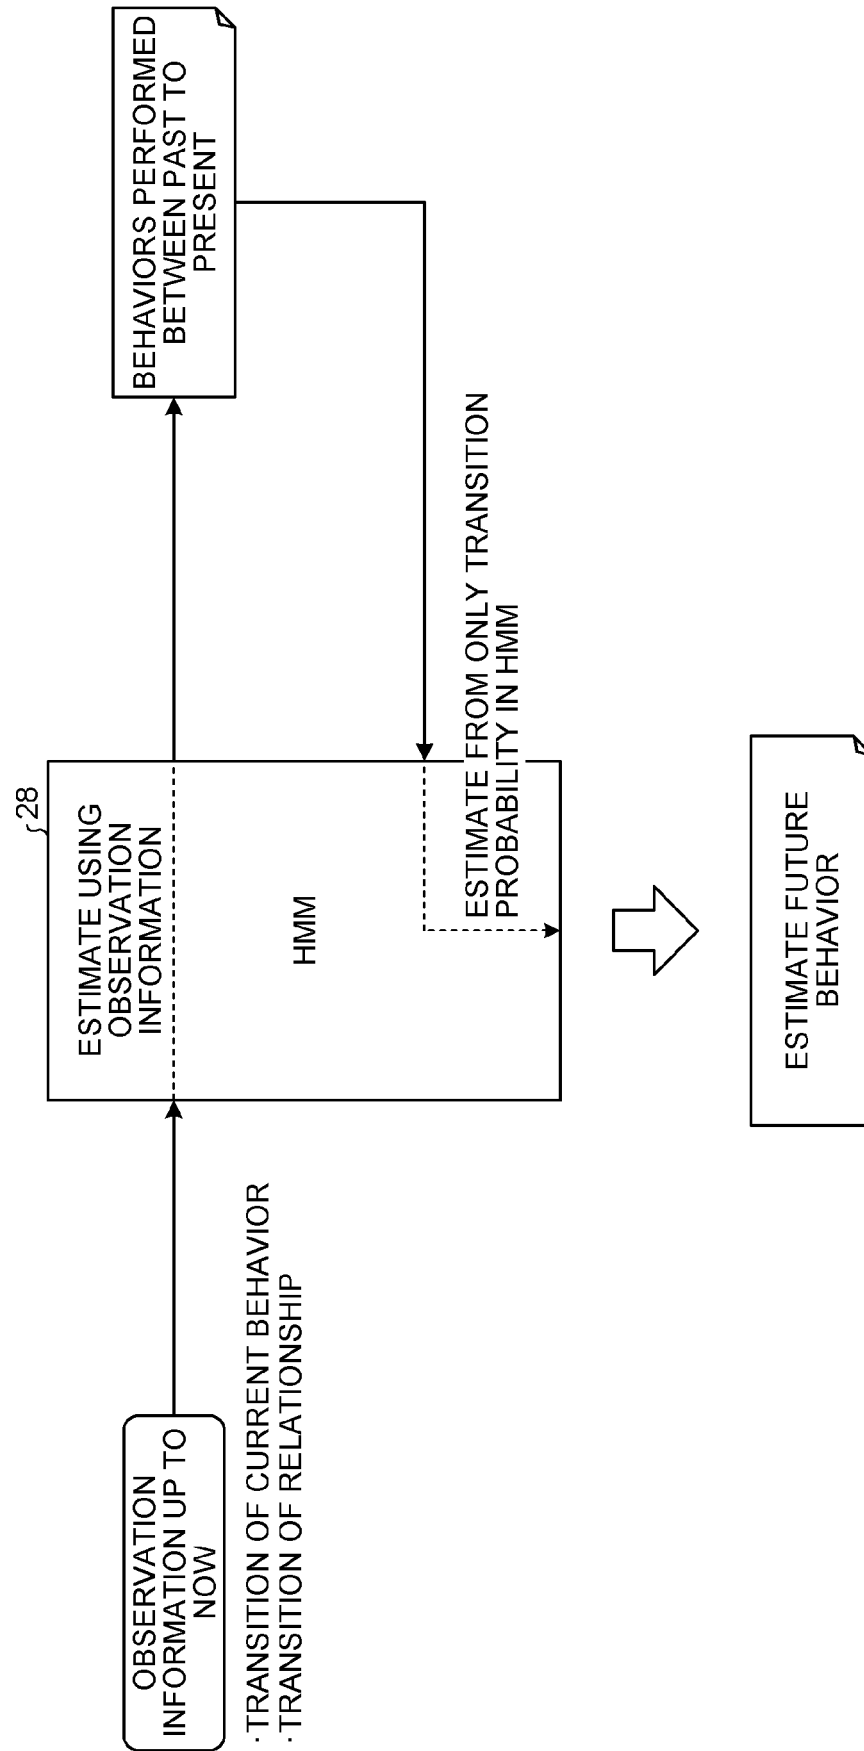 OBSERVATION
INFORMATION UP TO
NOW
· TRANSITION OF CURRENT BEHAVIOR
· TRANSITION OF RELATIONSHIP
28
ESTIMATE USING
OBSERVATION
INFORMATION
HMM
ESTIMATE FROM ONLY TRANSITION
PROBABILITY IN HMM
BEHAVIORS PERFORMED
BETWEEN PAST TO
PRESENT
ESTIMATE FUTURE
BEHAVIOR